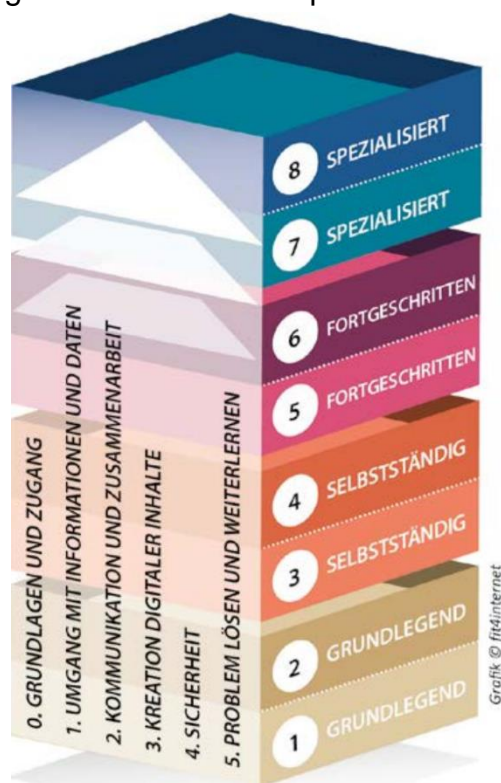 8 SPEZIALISIERT
7 SPEZIALISIERT
6 FORTGESCHRITTEN
5 FORTGESCHRITTEN
4 SELBSTSTÄNDIG
3 SELBSTSTÄNDIG
2 GRUNDLEGEND
1 GRUNDLEGEND
0. GRUNDLAGEN UND ZUGANG
1. UMGANG MIT INFORMATIONEN UND DATEN
2. KOMMUNIKATION UND ZUSAMMENARBEIT
3. KREATION DIGITALER INHALTE
4. SICHERHEIT
5. PROBLEM LÖSEN UND WEITERLERNEN
Grafik © fit4internet